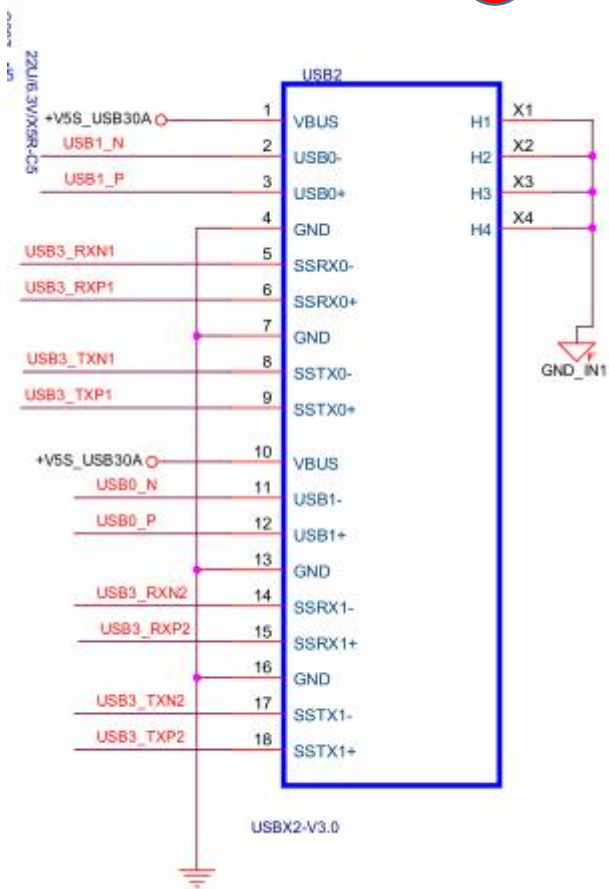 22U/6.3V/X5R-C5
USB2
+V5S_USB30A 1 VBUS H1 X1
USB1_N 2 USB0- H2 X2
USB1_P 3 USB0+ H3 X3
4 GND H4 X4
USB3_RXN1 5 SSRX0-
USB3_RXP1 6 SSRX0+
7 GND
USB3_TXN1 8 SSTX0-
GND_IN1
USB3_TXP1 9 SSTX0+
+V5S_USB30A 10 VBUS
USB0_N 11 USB1-
USB0_P 12 USB1+
13 GND
USB3_RXN2 14 SSRX1-
USB3_RXP2 15 SSRX1+
16 GND
USB3_TXN2 17 SSTX1-
USB3_TXP2 18 SSTX1+
USBX2-V3.0